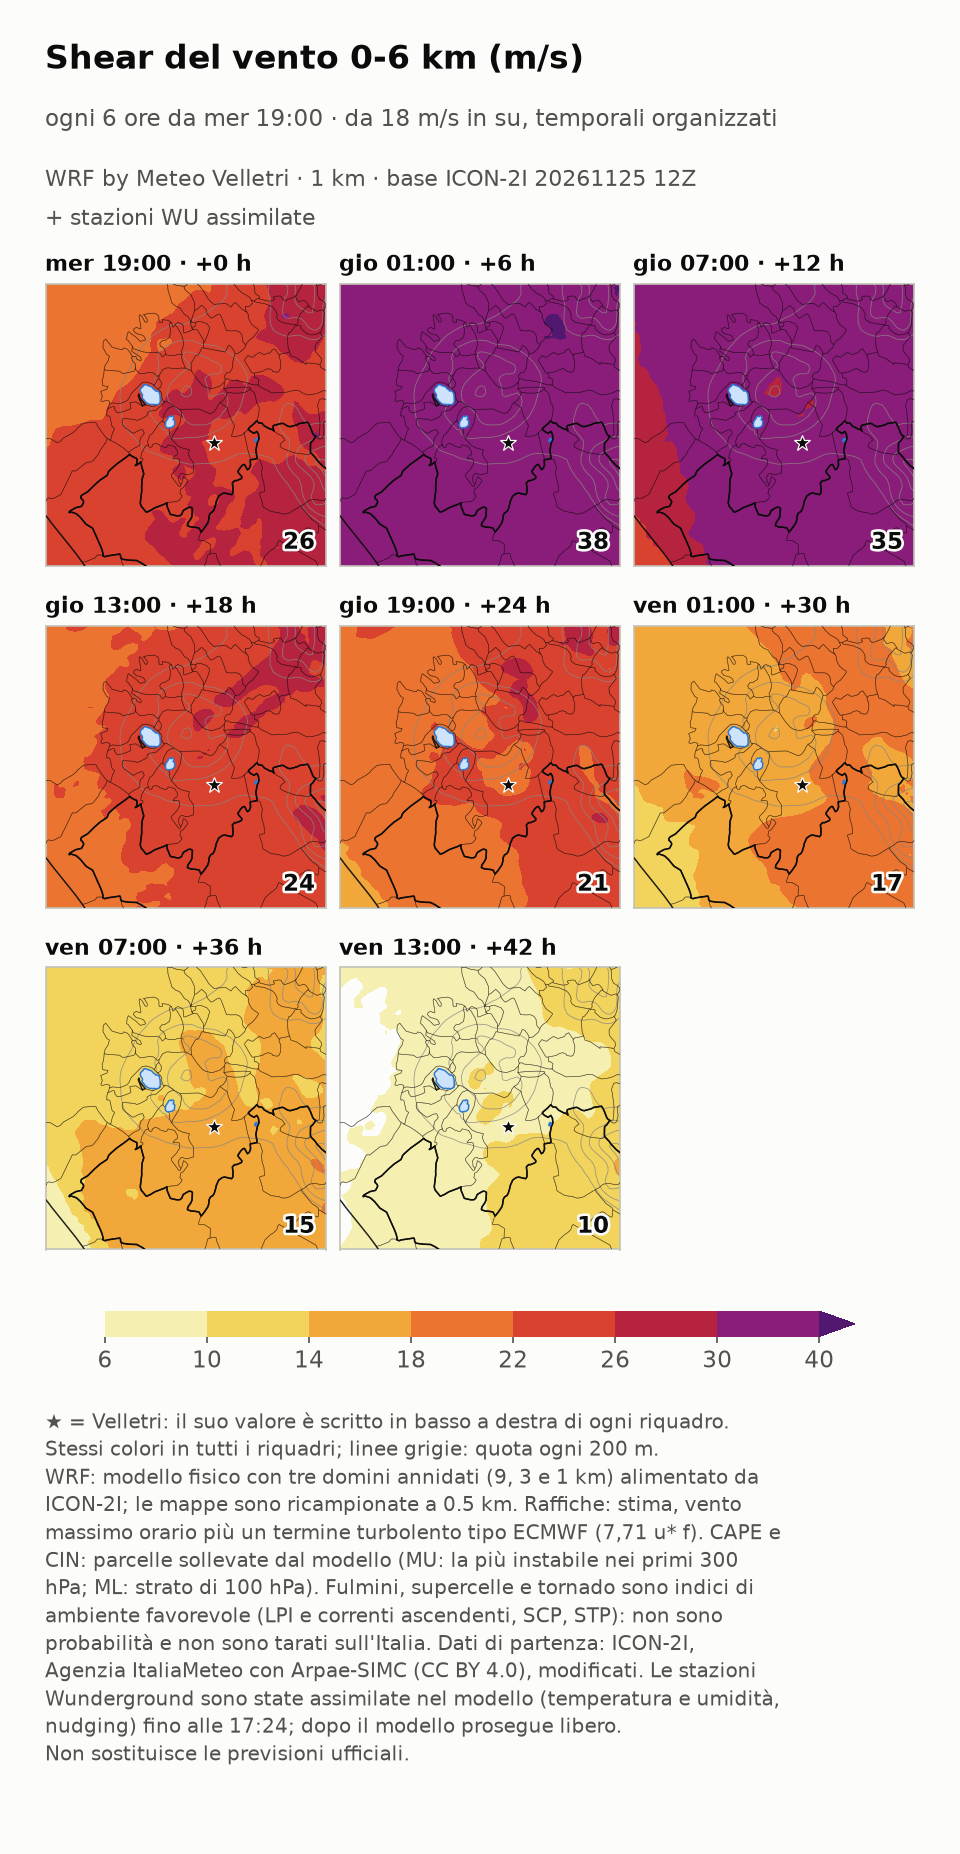 Shear del vento 0-6 km (m/s)
ogni 6 ore da mer 19:00 · da 18 m/s in su, temporali organizzati
WRF by Meteo Velletri · 1 km · base ICON-2I 20261125 12Z
+ stazioni WU assimilate
mer 19:00 · +0 h
gio 01:00 · +6 h
gio 07:00 · +12 h
26
38
35
gio 13:00 · +18 h
gio 19:00 · +24 h
ven 01:00 · +30 h
24
21
17
ven 07:00 · +36 h
ven 13:00 · +42 h
15
10
6 10 14 18 22 26 30 40
★ = Velletri: il suo valore è scritto in basso a destra di ogni riquadro.
Stessi colori in tutti i riquadri; linee grigie: quota ogni 200 m.
WRF: modello fisico con tre domini annidati (9, 3 e 1 km) alimentato da
ICON-2I; le mappe sono ricampionate a 0.5 km. Raffiche: stima, vento
massimo orario più un termine turbolento tipo ECMWF (7,71 u* f). CAPE e
CIN: parcelle sollevate dal modello (MU: la più instabile nei primi 300
hPa; ML: strato di 100 hPa). Fulmini, supercelle e tornado sono indici di
ambiente favorevole (LPI e correnti ascendenti, SCP, STP): non sono
probabilità e non sono tarati sull'Italia. Dati di partenza: ICON-2I,
Agenzia ItaliaMeteo con Arpae-SIMC (CC BY 4.0), modificati. Le stazioni
Wunderground sono state assimilate nel modello (temperatura e umidità,
nudging) fino alle 17:24; dopo il modello prosegue libero.
Non sostituisce le previsioni ufficiali.